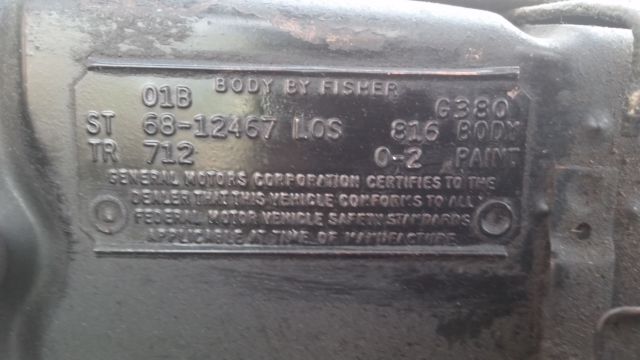 BODY BY FISHER
01B G380
ST 68-12467 LOS 816 BODY
TR 712 O-2 PAINT
GENERAL MOTORS CORPORATION CERTIFIES TO THE
DEALER THAT THIS VEHICLE CONFORMS TO ALL
FEDERAL MOTOR VEHICLE SAFETY STANDARDS
APPLICABLE AT TIME OF MANUFACTURE